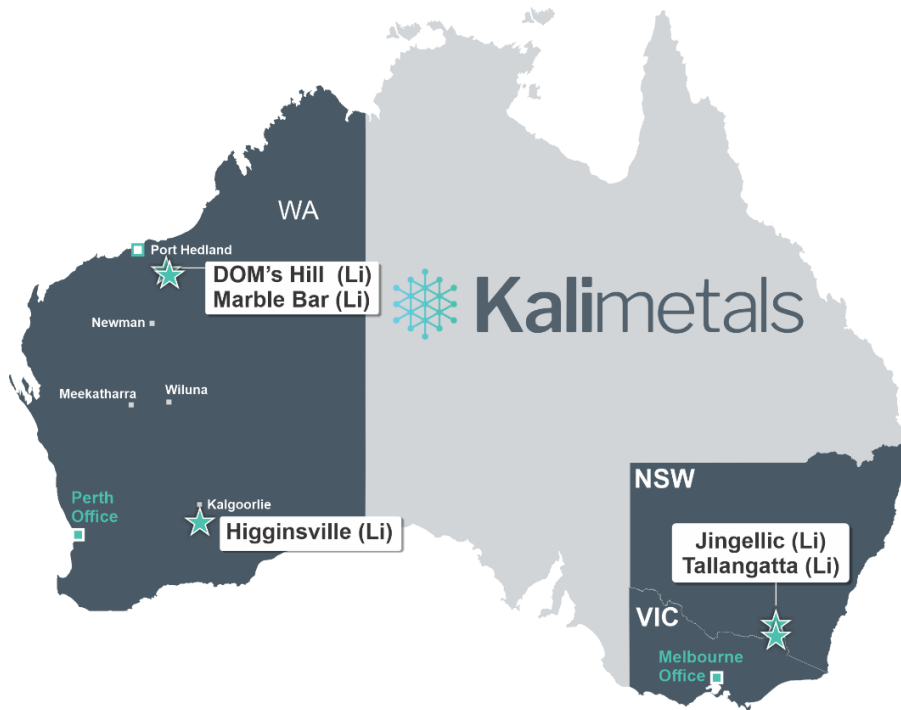 WA
Port Hedland
DOM's Hill (Li)
Marble Bar (Li)
Kalimetals
Newman
Meekatharra
Wiluna
Perth
Office
Kalgoorlie
Higginsville (Li)
NSW
Jingellic (Li)
Tallangatta (Li)
VIC
Melbourne
Office